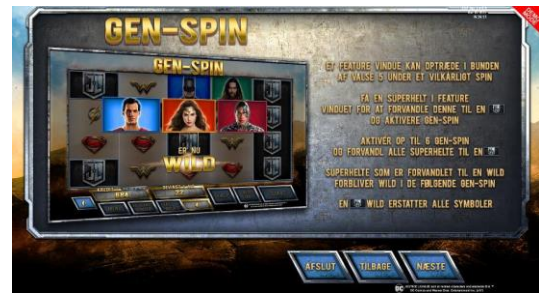 GEN-SPIN
GEN-SPIN
ER NU
WILD
ET FEATURE VINDUE KAN OPTRÆDE I BUNDEN
AF VALSE 5 UNDER ET VILKÅRLIGT SPIN
FÅ EN SUPERHELT I FEATURE
VINDUET FOR AT FORVANDLE DENNE TIL EN
OG AKTIVERE GEN-SPIN
AKTIVER OP TIL 6 GEN-SPIN
OG FORVANDL ALLE SUPERHELTE TIL EN
SUPERHELTE SOM ER FORVANDLET TIL EN WILD
FORBLIVER WILD I DE FØLGENDE GEN-SPIN
EN WILD ERSTATTER ALLE SYMBOLER
AFSLUT
TILBAGE
NÆSTE
DC